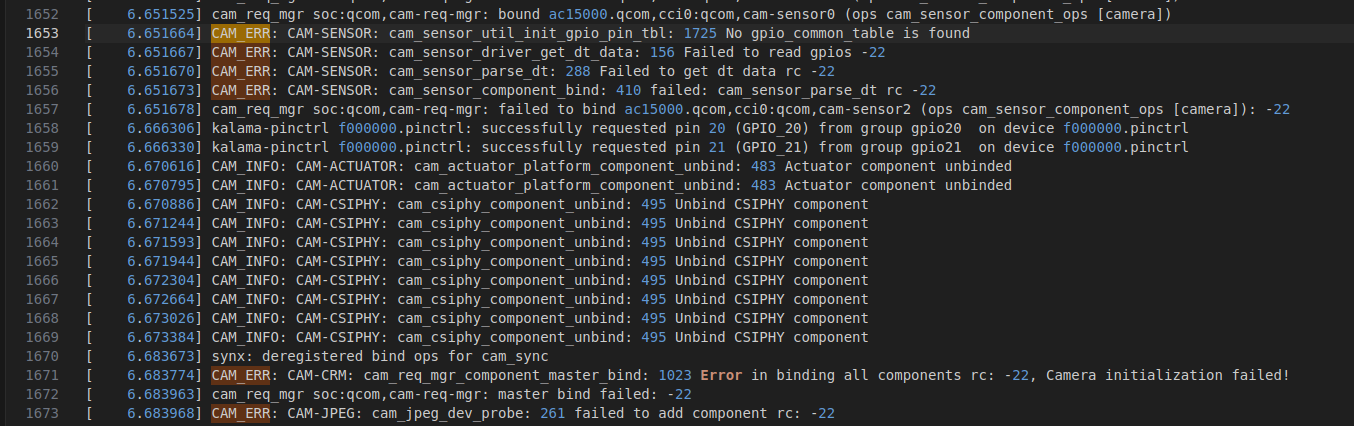 1652 [    6.651525] cam_req_mgr soc:qcom,cam-req-mgr: bound ac15000.qcom,cci0:qcom,cam-sensor0 (ops cam_sensor_component_ops [camera])
1653 [    6.651664] CAM_ERR: CAM-SENSOR: cam_sensor_util_init_gpio_pin_tbl: 1725 No gpio_common_table is found
1654 [    6.651667] CAM_ERR: CAM-SENSOR: cam_sensor_driver_get_dt_data: 156 Failed to read gpios -22
1655 [    6.651670] CAM_ERR: CAM-SENSOR: cam_sensor_parse_dt: 288 Failed to get dt data rc -22
1656 [    6.651673] CAM_ERR: CAM-SENSOR: cam_sensor_component_bind: 410 failed: cam_sensor_parse_dt rc -22
1657 [    6.651678] cam_req_mgr soc:qcom,cam-req-mgr: failed to bind ac15000.qcom,cci0:qcom,cam-sensor2 (ops cam_sensor_component_ops [camera]): -22
1658 [    6.666306] kalama-pinctrl f000000.pinctrl: successfully requested pin 20 (GPIO_20) from group gpio20  on device f000000.pinctrl
1659 [    6.666330] kalama-pinctrl f000000.pinctrl: successfully requested pin 21 (GPIO_21) from group gpio21  on device f000000.pinctrl
1660 [    6.670616] CAM_INFO: CAM-ACTUATOR: cam_actuator_platform_component_unbind: 483 Actuator component unbinded
1661 [    6.670795] CAM_INFO: CAM-ACTUATOR: cam_actuator_platform_component_unbind: 483 Actuator component unbinded
1662 [    6.670886] CAM_INFO: CAM-CSIPHY: cam_csiphy_component_unbind: 495 Unbind CSIPHY component
1663 [    6.671244] CAM_INFO: CAM-CSIPHY: cam_csiphy_component_unbind: 495 Unbind CSIPHY component
1664 [    6.671593] CAM_INFO: CAM-CSIPHY: cam_csiphy_component_unbind: 495 Unbind CSIPHY component
1665 [    6.671944] CAM_INFO: CAM-CSIPHY: cam_csiphy_component_unbind: 495 Unbind CSIPHY component
1666 [    6.672304] CAM_INFO: CAM-CSIPHY: cam_csiphy_component_unbind: 495 Unbind CSIPHY component
1667 [    6.672664] CAM_INFO: CAM-CSIPHY: cam_csiphy_component_unbind: 495 Unbind CSIPHY component
1668 [    6.673026] CAM_INFO: CAM-CSIPHY: cam_csiphy_component_unbind: 495 Unbind CSIPHY component
1669 [    6.673384] CAM_INFO: CAM-CSIPHY: cam_csiphy_component_unbind: 495 Unbind CSIPHY component
1670 [    6.683673] synx: deregistered bind ops for cam_sync
1671 [    6.683774] CAM_ERR: CAM-CRM: cam_req_mgr_component_master_bind: 1023 Error in binding all components rc: -22, Camera initialization failed!
1672 [    6.683963] cam_req_mgr soc:qcom,cam-req-mgr: master bind failed: -22
1673 [    6.683968] CAM_ERR: CAM-JPEG: cam_jpeg_dev_probe: 261 failed to add component rc: -22